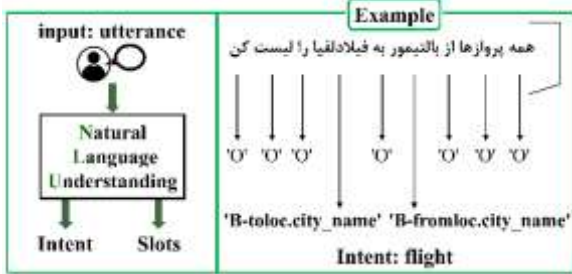 input: utterance
Natural
Language
Understanding
Intent Slots
Example
همه پروازها از بالتیمور به فیلادلفیا را لیست کن
'O' 'O' 'O' 'O' 'O' 'O' 'O'
'B-toloc.city_name' 'B-fromloc.city_name'
Intent: flight